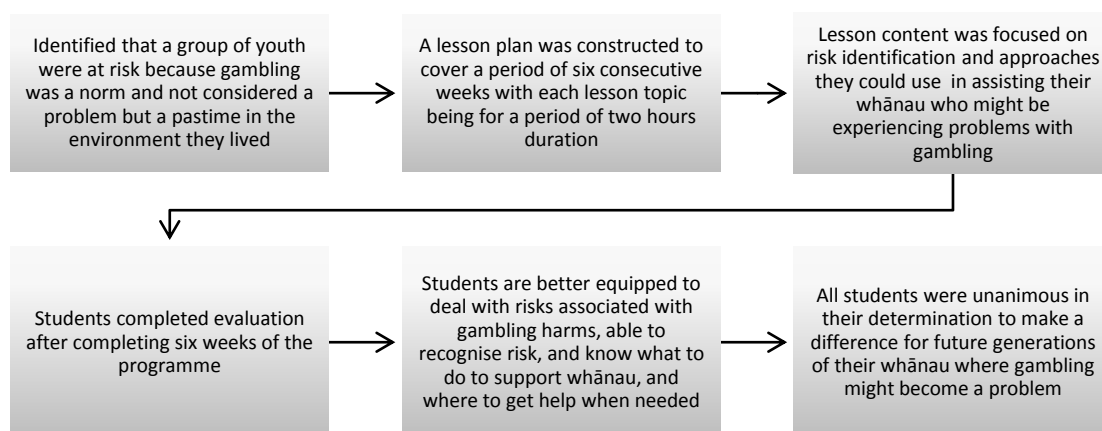 Identified that a group of youth
were at risk because gambling
was a norm and not considered a
problem but a pastime in the
environment they lived
A lesson plan was constructed to
cover a period of six consecutive
weeks with each lesson topic
being for a period of two hours
duration
Lesson content was focused on
risk identification and approaches
they could use in assisting their
whānau who might be
experiencing problems with
gambling
Students completed evaluation
after completing six weeks of the
programme
Students are better equipped to
deal with risks associated with
gambling harms, able to
recognise risk, and know what to
do to support whānau, and
where to get help when needed
All students were unanimous in
their determination to make a
difference for future generations
of their whānau where gambling
might become a problem